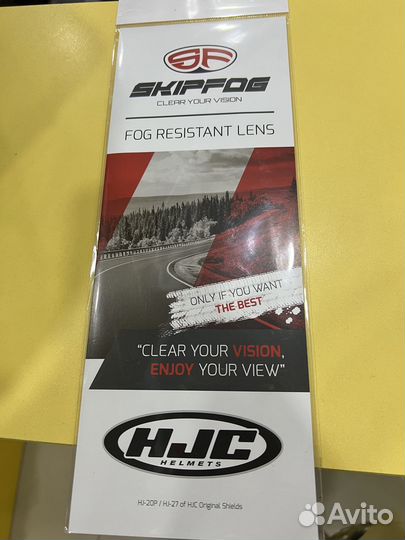 SF
SKIPFOG
CLEAR YOUR VISION
FOG RESISTANT LENS
ONLY IF YOU WANT
THE BEST
"CLEAR YOUR VISION,
ENJOY YOUR VIEW"
HJC
HELMETS
HJ-20P / HJ-27 of HJC Original Shields
Avito